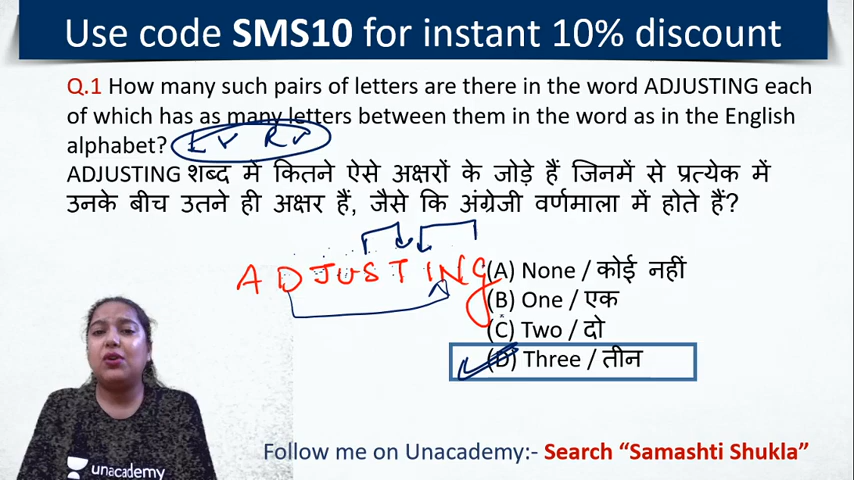 Use code SMS10 for instant 10% discount
Q.1 How many such pairs of letters are there in the word ADJUSTING each
of which has as many letters between them in the word as in the English
alphabet?
ADJUSTING शब्द में कितने ऐसे अक्षरों के जोड़े हैं जिनमें से प्रत्येक में
उनके बीच उतने ही अक्षर हैं, जैसे कि अंग्रेजी वर्णमाला में होते हैं?
A D J U S T I N g
(A) None / कोई नहीं
(B) One / एक
(C) Two / दो
(D) Three / तीन
unacademy
Follow me on Unacademy:- Search “Samashti Shukla”